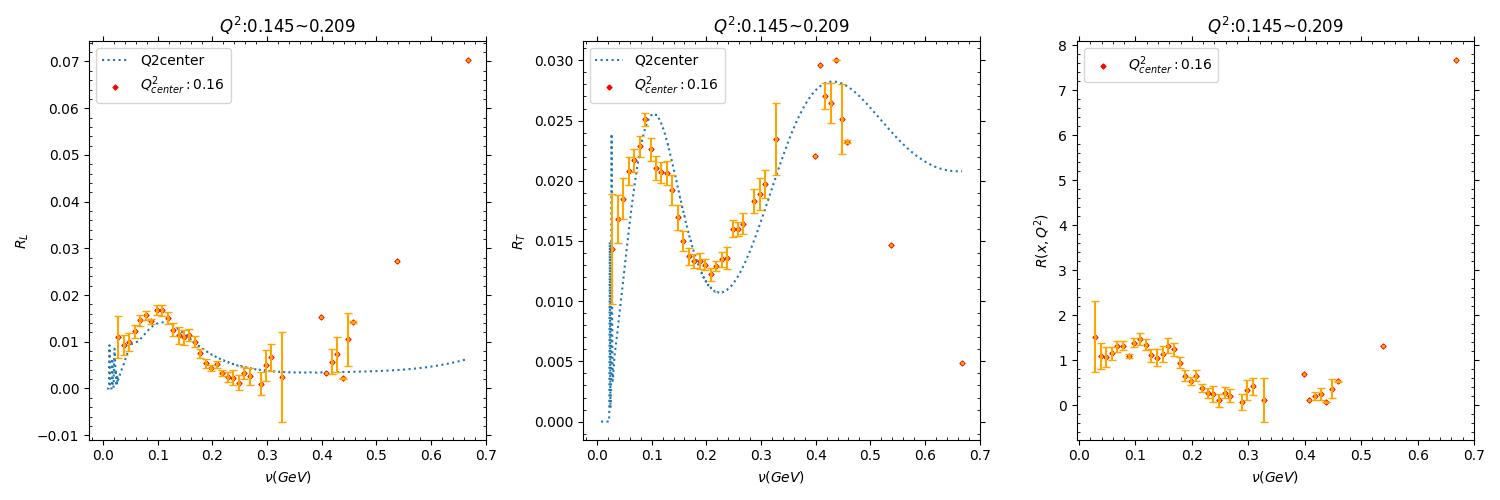 Q²:0.145~0.209
Q2center
Q²center:0.16
R_L
0.07
0.06
0.05
0.04
0.03
0.02
0.01
0.00
−0.01
0.0 0.1 0.2 0.3 0.4 0.5 0.6 0.7
ν(GeV)
Q²:0.145~0.209
Q2center
Q²center:0.16
R_T
0.030
0.025
0.020
0.015
0.010
0.005
0.000
0.0 0.1 0.2 0.3 0.4 0.5 0.6 0.7
ν(GeV)
Q²:0.145~0.209
Q²center:0.16
R(x, Q²)
8
7
6
5
4
3
2
1
0
0.0 0.1 0.2 0.3 0.4 0.5 0.6 0.7
ν(GeV)